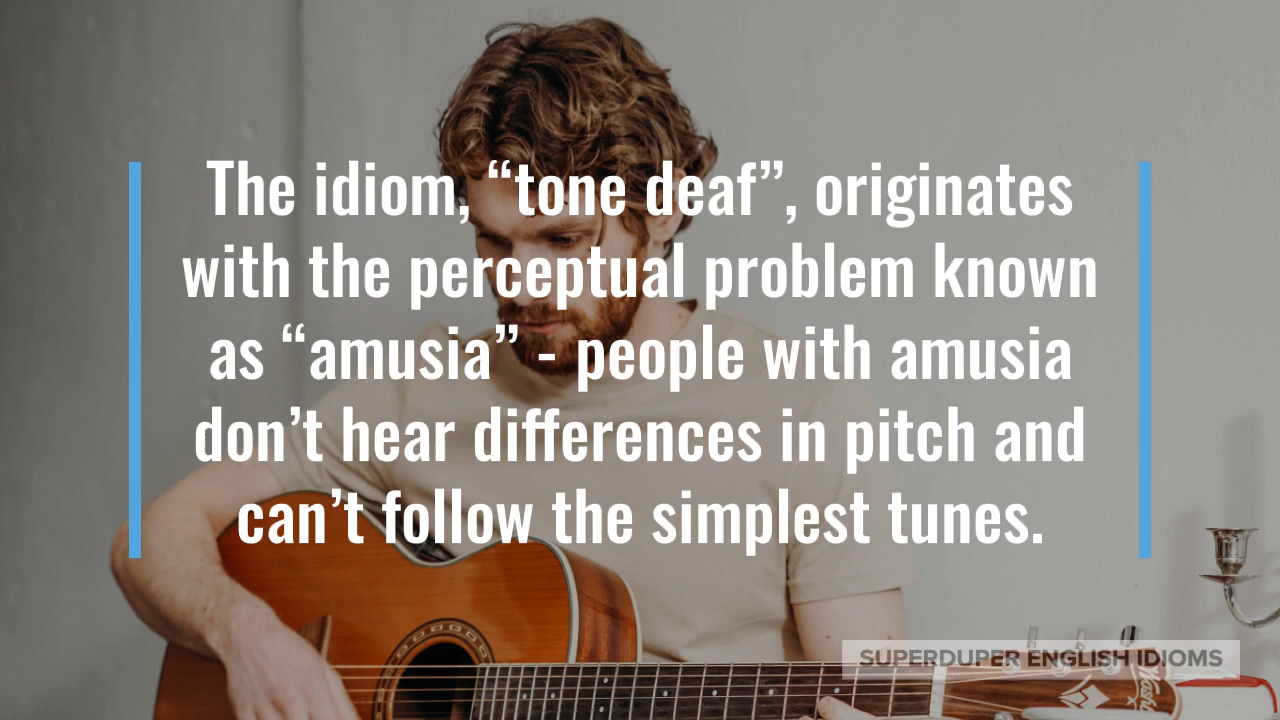 The idiom, “tone deaf”, originates
with the perceptual problem known
as “amusia” - people with amusia
don’t hear differences in pitch and
can’t follow the simplest tunes.
SUPERDUPER ENGLISH IDIOMS